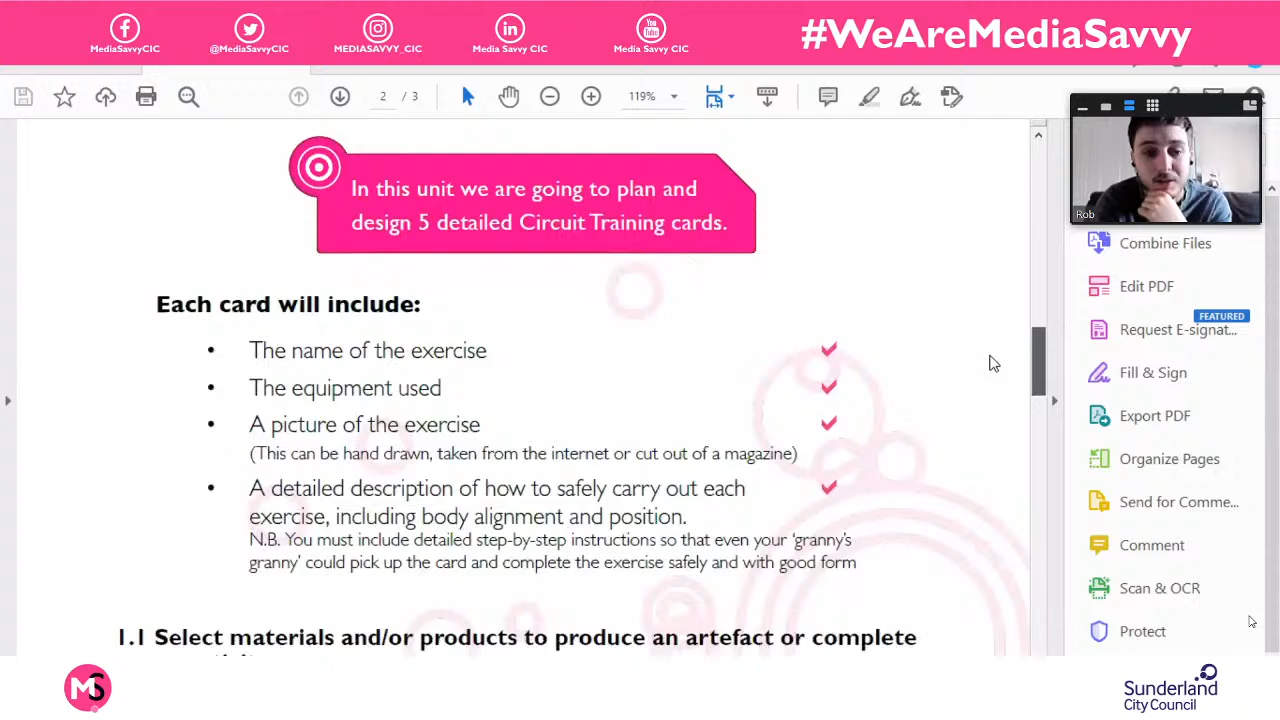 #WeAreMediaSavvy
MediaSavvyCIC
@MediaSavvyCIC
MEDIASAVVY_CIC
Media Savvy CIC
Media Savvy CIC
2 / 3
119%
In this unit we are going to plan and
design 5 detailed Circuit Training cards.
Rob
Each card will include:
• The name of the exercise
• The equipment used
• A picture of the exercise
(This can be hand drawn, taken from the internet or cut out of a magazine)
• A detailed description of how to safely carry out each
exercise, including body alignment and position.
N.B. You must include detailed step-by-step instructions so that even your ‘granny’s
granny’ could pick up the card and complete the exercise safely and with good form
1.1 Select materials and/or products to produce an artefact or complete
Combine Files
Edit PDF
FEATURED
Request E-signat...
Fill & Sign
Export PDF
Organize Pages
Send for Comme...
Comment
Scan & OCR
Protect
MS
Sunderland
City Council